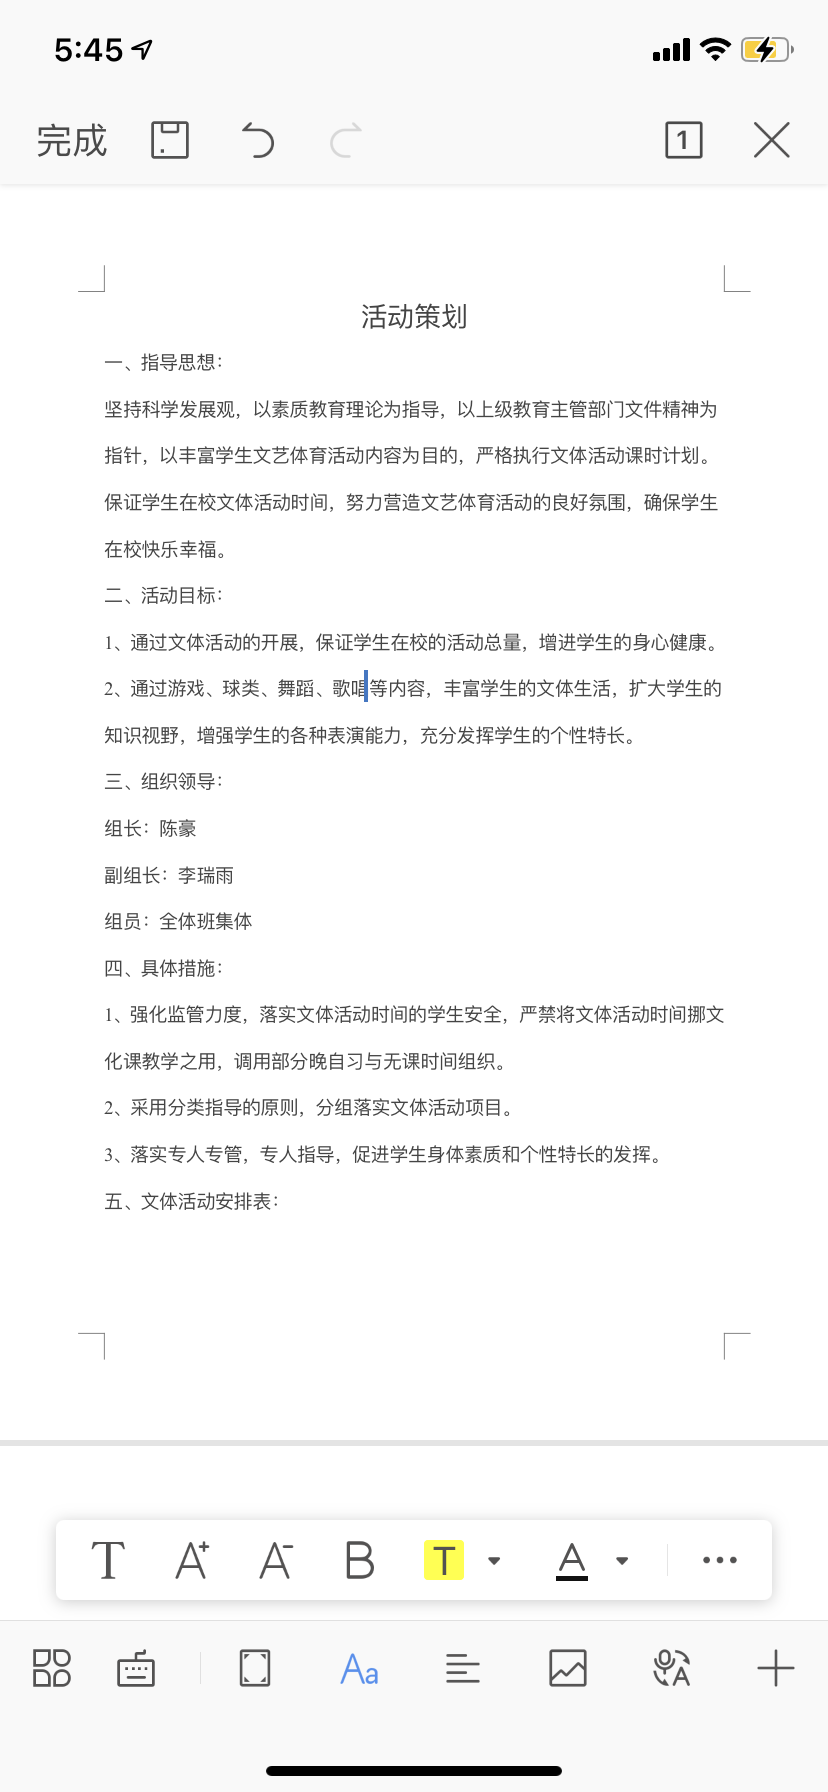 5:45
完成
1
活动策划
一、指导思想：
坚持科学发展观，以素质教育理论为指导，以上级教育主管部门文件精神为
指针，以丰富学生文艺体育活动内容为目的，严格执行文体活动课时计划。
保证学生在校文体活动时间，努力营造文艺体育活动的良好氛围，确保学生
在校快乐幸福。
二、活动目标：
1、通过文体活动的开展，保证学生在校的活动总量，增进学生的身心健康。
2、通过游戏、球类、舞蹈、歌唱等内容，丰富学生的文体生活，扩大学生的
知识视野，增强学生的各种表演能力，充分发挥学生的个性特长。
三、组织领导：
组长：陈豪
副组长：李瑞雨
组员：全体班集体
四、具体措施：
1、强化监管力度，落实文体活动时间的学生安全，严禁将文体活动时间挪文
化课教学之用，调用部分晚自习与无课时间组织。
2、采用分类指导的原则，分组落实文体活动项目。
3、落实专人专管，专人指导，促进学生身体素质和个性特长的发挥。
五、文体活动安排表：
T A+ A- B T A
Aa A